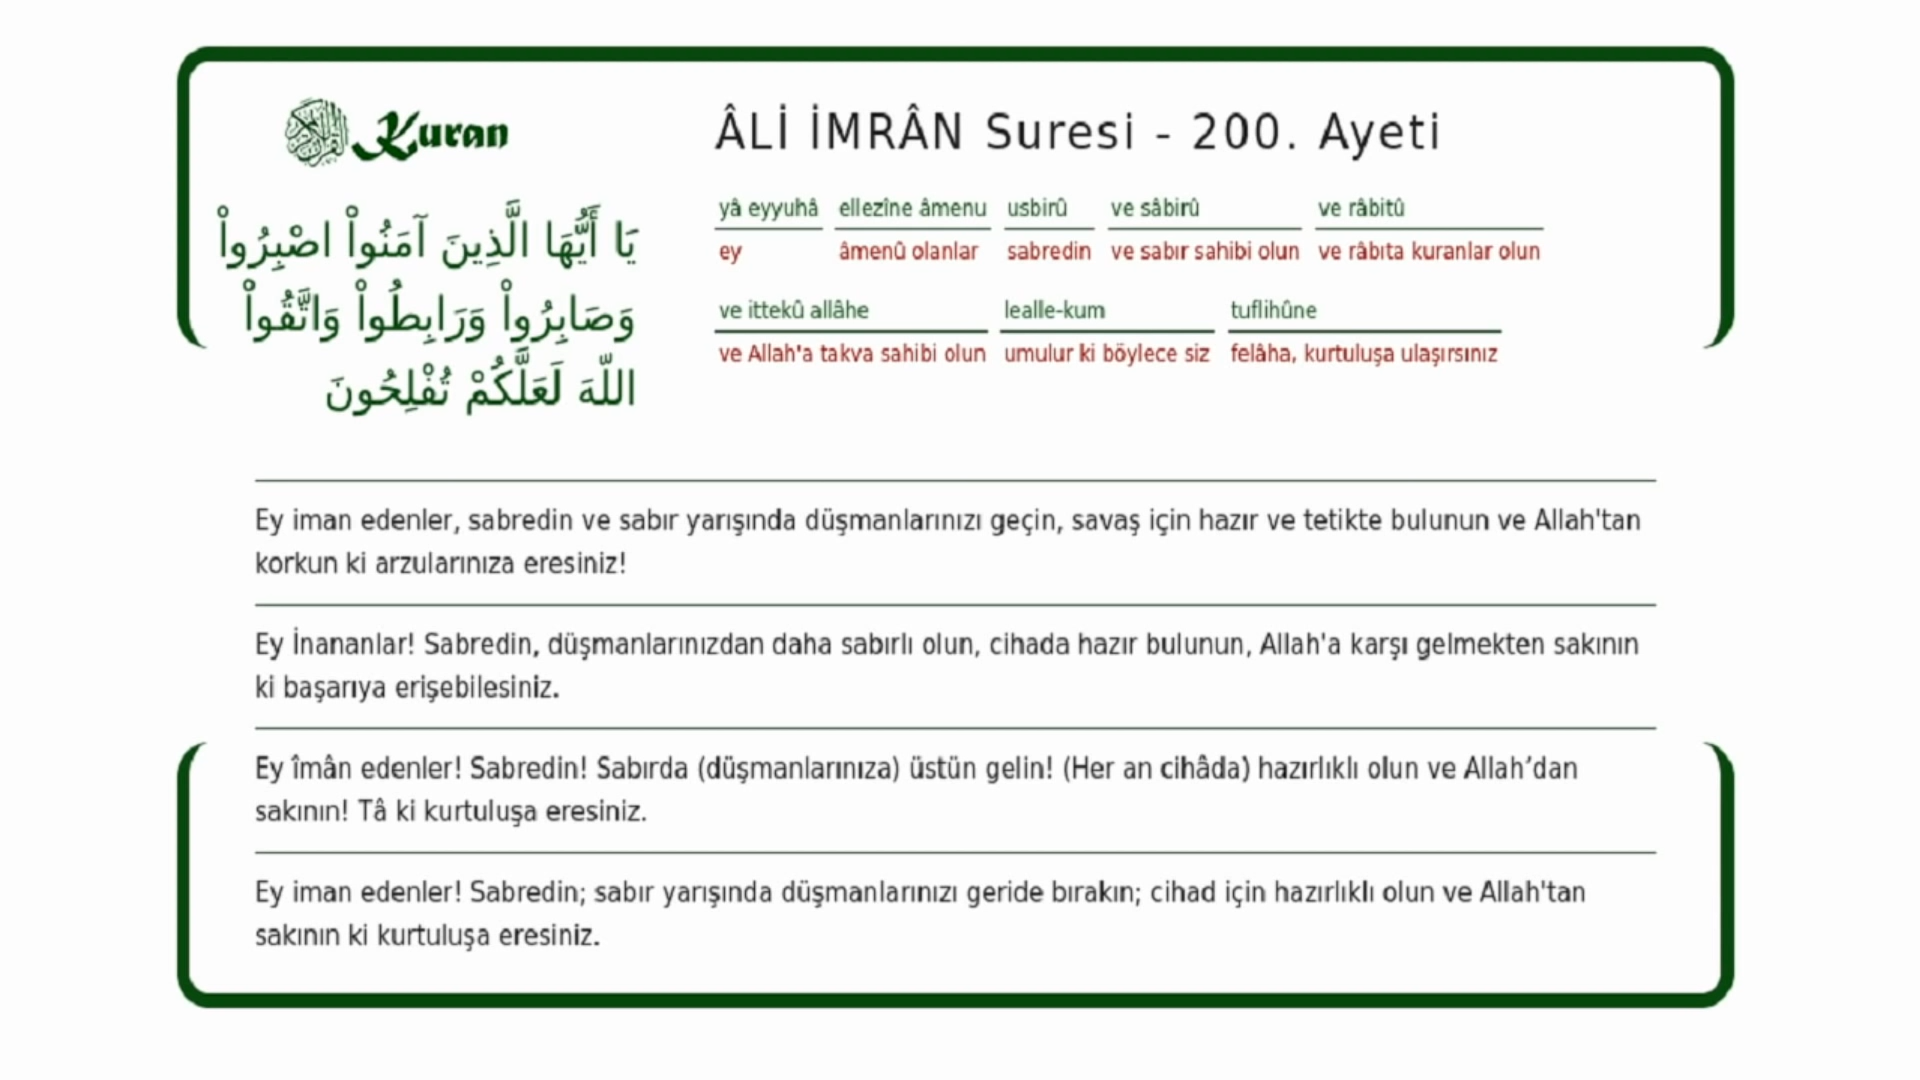 Kuran
ÂLİ İMRÂN Suresi - 200. Ayeti
يَا أَيُّهَا الَّذِينَ آمَنُواْ اصْبِرُواْ
وَصَابِرُواْ وَرَابِطُواْ وَاتَّقُواْ
اللّهَ لَعَلَّكُمْ تُفْلِحُونَ
yâ eyyuhâ ellezîne âmenu usbirû ve sâbirû ve râbitû
ey âmenû olanlar sabredin ve sabır sahibi olun ve râbıta kuranlar olun
ve ittekû allâhe lealle-kum tuflihûne
ve Allah'a takva sahibi olun umulur ki böylece siz felâha, kurtuluşa ulaşırsınız
Ey iman edenler, sabredin ve sabır yarışında düşmanlarınızı geçin, savaş için hazır ve tetikte bulunun ve Allah'tan
korkun ki arzularınıza eresiniz!
Ey İnananlar! Sabredin, düşmanlarınızdan daha sabırlı olun, cihada hazır bulunun, Allah'a karşı gelmekten sakının
ki başarıya erişebilesiniz.
Ey îmân edenler! Sabredin! Sabırda (düşmanlarınıza) üstün gelin! (Her an cihâda) hazırlıklı olun ve Allah’dan
sakının! Tâ ki kurtuluşa eresiniz.
Ey iman edenler! Sabredin; sabır yarışında düşmanlarınızı geride bırakın; cihad için hazırlıklı olun ve Allah'tan
sakının ki kurtuluşa eresiniz.